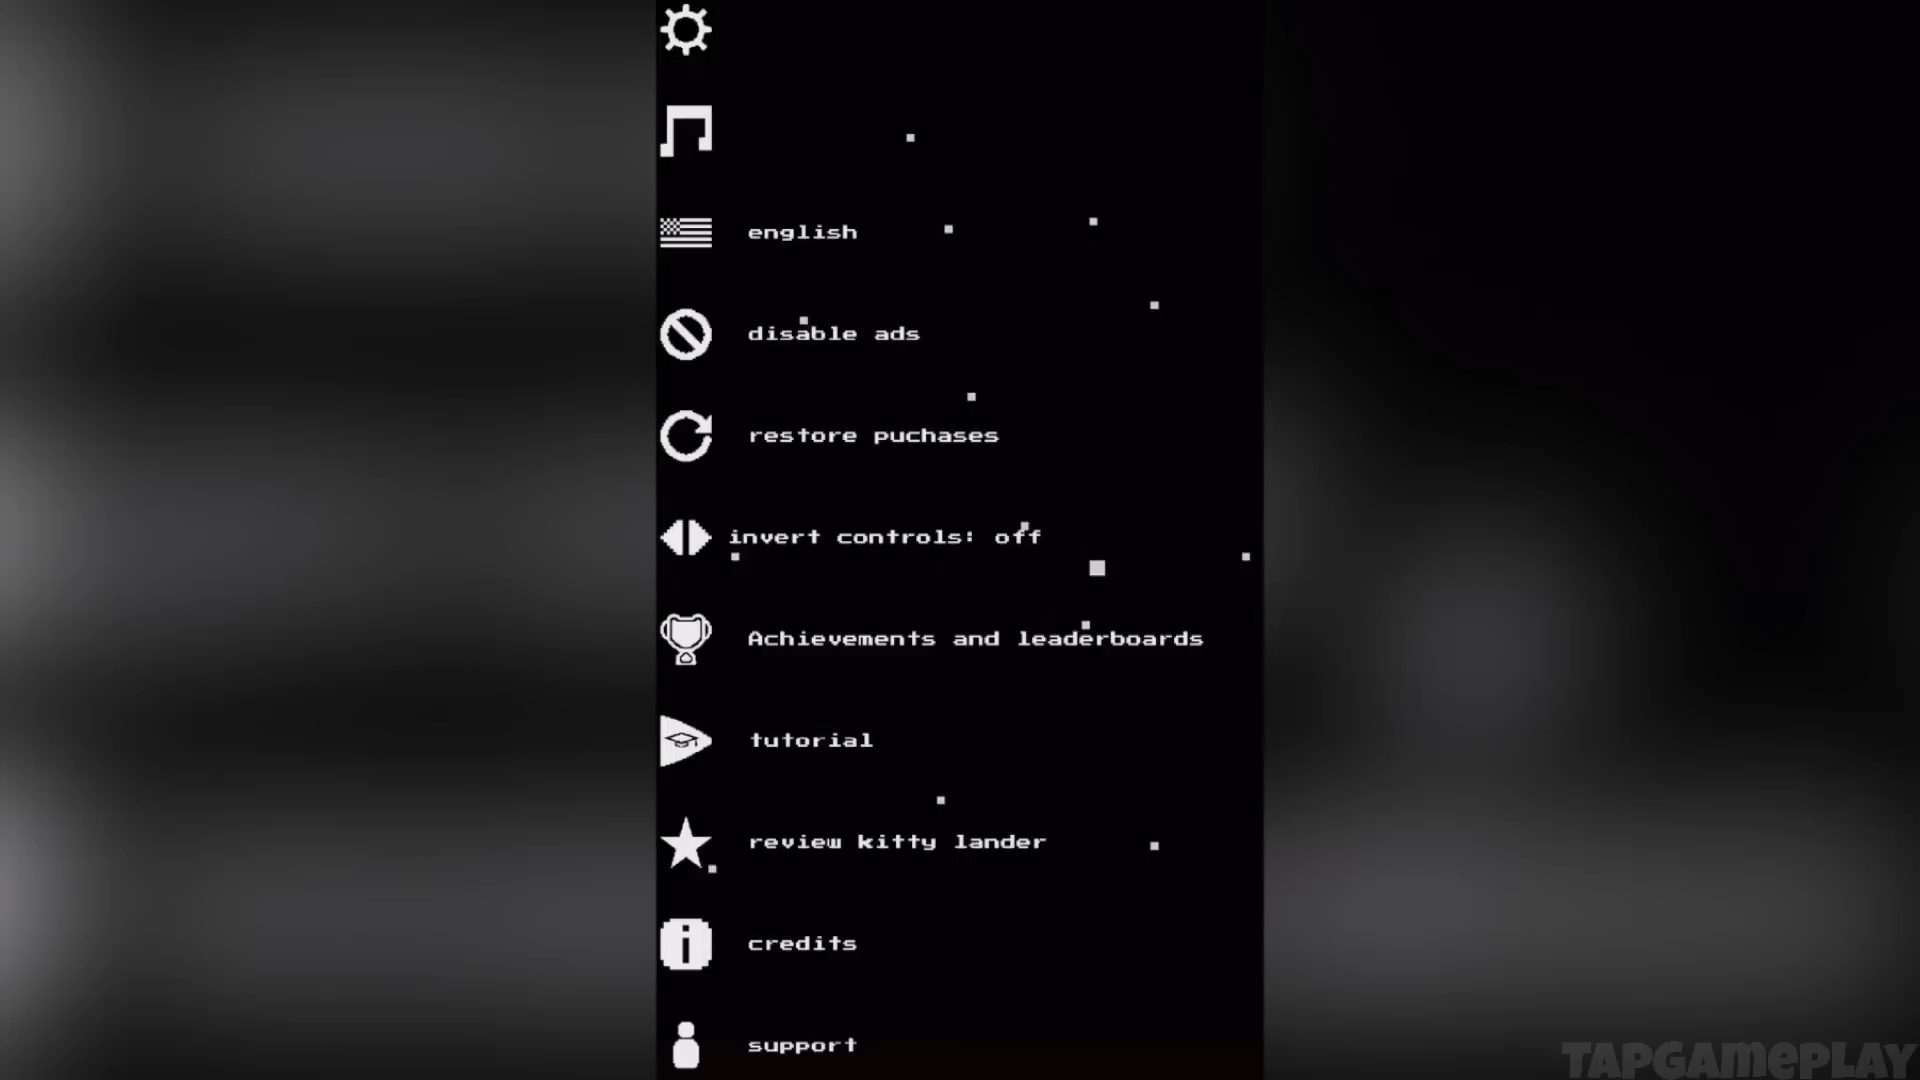 english
disable ads
restore puchases
invert controls: off
Achievements and leaderboards
tutorial
review kitty lander
credits
support
TAPGAMEPLAY